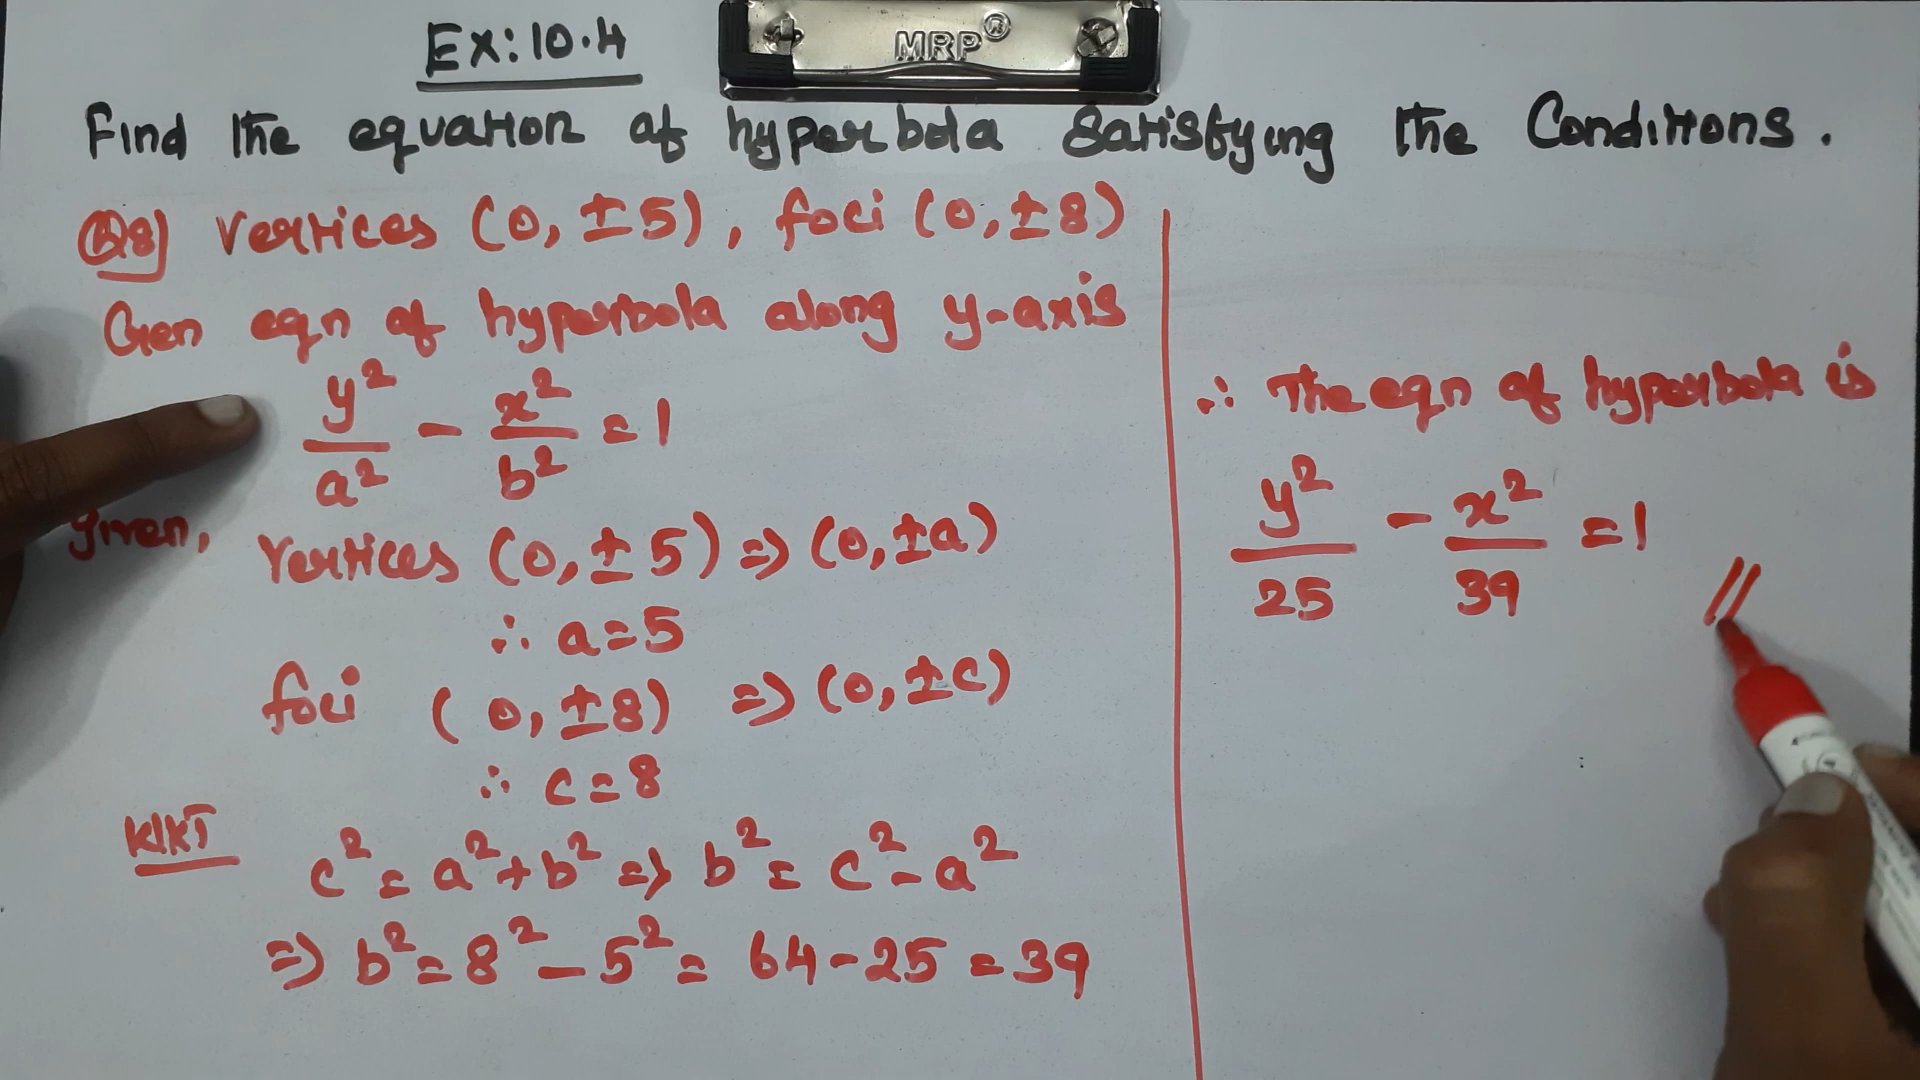 Ex: 10.4
MRP®
Find the equation of hyperbola satisfying the Conditions.
Q8) Vertices (0, ±5), foci (0, ±8)
Gen eqn of hyperbola along y-axis
y²/a² - x²/b² = 1
Given, Vertices (0, ±5) ⇒ (0, ±a)
∴ a = 5
foci (0, ±8) ⇒ (0, ±c)
∴ c = 8
WKT c² = a² + b² ⇒ b² = c² - a²
⇒ b² = 8² - 5² = 64 - 25 = 39
∴ The eqn of hyperbola is
y²/25 - x²/39 = 1 //